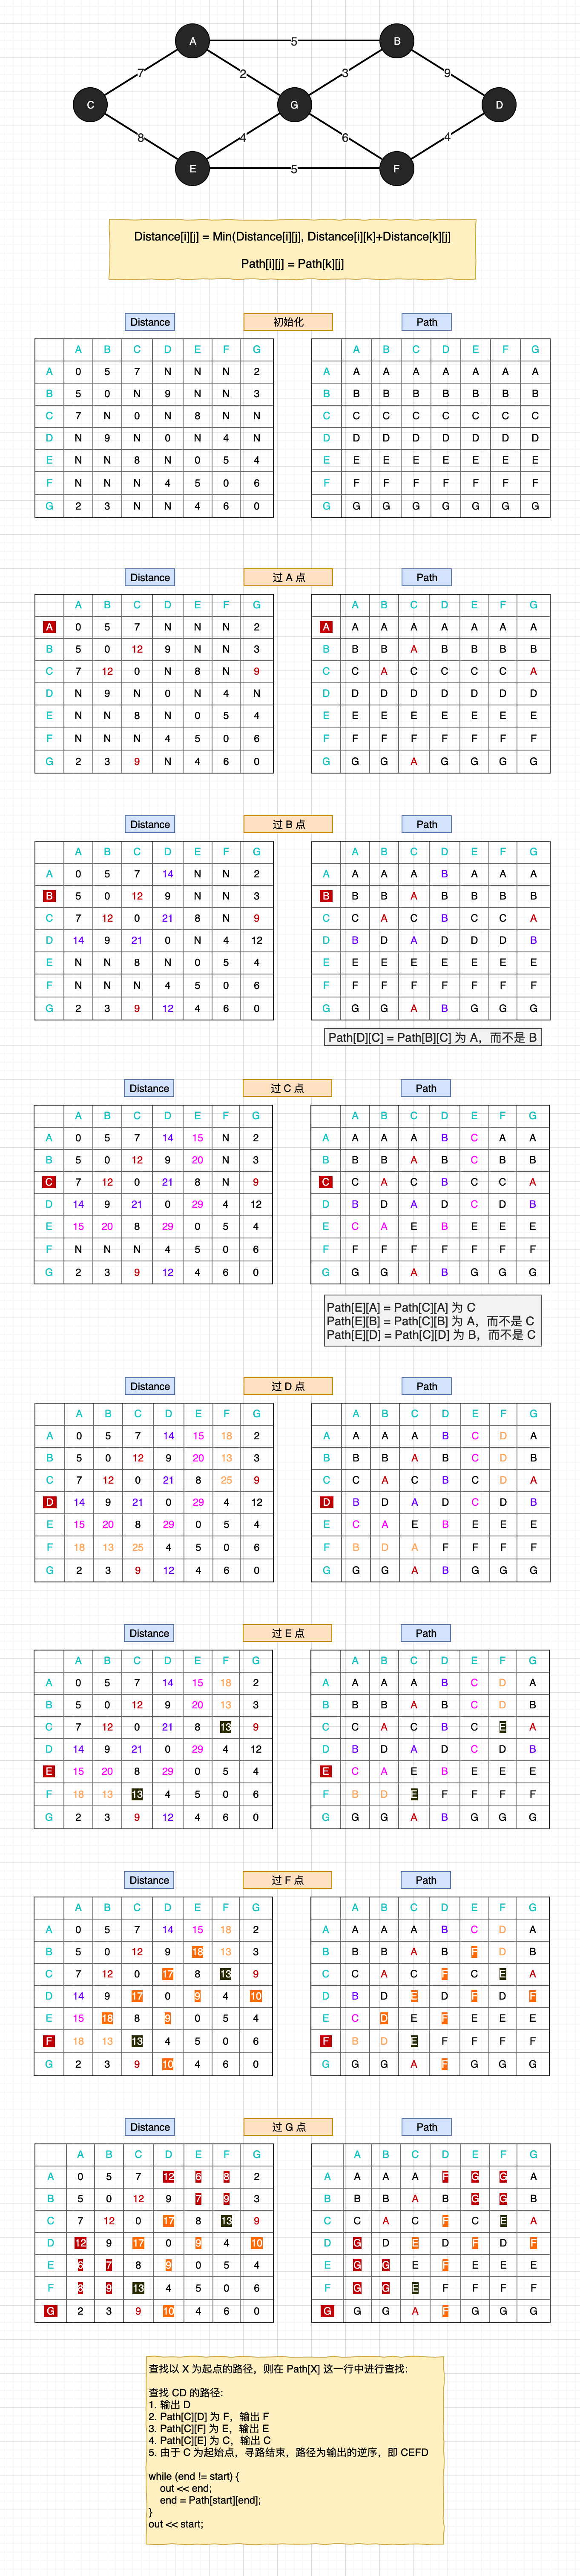 A 5 B
7 2 3 9
C G D
8 4 6 4
E 5 F
Distance[i][j] = Min(Distance[i][j], Distance[i][k]+Distance[k][j]
Path[i][j] = Path[k][j]
Distance 初始化 Path
A B C D E F G
A 0 5 7 N N N 2
B 5 0 N 9 N N 3
C 7 N 0 N 8 N N
D N 9 N 0 N 4 N
E N N 8 N 0 5 4
F N N N 4 5 0 6
G 2 3 N N 4 6 0
A B C D E F G
A A A A A A A A
B B B B B B B B
C C C C C C C C
D D D D D D D D
E E E E E E E E
F F F F F F F F
G G G G G G G G
Distance 过 A 点 Path
A B C D E F G
A 0 5 7 N N N 2
B 5 0 12 9 N N 3
C 7 12 0 N 8 N 9
D N 9 N 0 N 4 N
E N N 8 N 0 5 4
F N N N 4 5 0 6
G 2 3 9 N 4 6 0
A B C D E F G
A A A A A A A A
B B B A B B B B
C C A C C C C A
D D D D D D D D
E E E E E E E E
F F F F F F F F
G G G A G G G G
Distance 过 B 点 Path
A B C D E F G
A 0 5 7 14 N N 2
B 5 0 12 9 N N 3
C 7 12 0 21 8 N 9
D 14 9 21 0 N 4 12
E N N 8 N 0 5 4
F N N N 4 5 0 6
G 2 3 9 12 4 6 0
A B C D E F G
A A A A B A A A
B B B A B B B B
C C A C B C C A
D B D A D D D B
E E E E E E E E
F F F F F F F F
G G G A B G G G
Path[D][C] = Path[B][C] 为 A，而不是 B
Distance 过 C 点 Path
A B C D E F G
A 0 5 7 14 15 N 2
B 5 0 12 9 20 N 3
C 7 12 0 21 8 N 9
D 14 9 21 0 29 4 12
E 15 20 8 29 0 5 4
F N N N 4 5 0 6
G 2 3 9 12 4 6 0
A B C D E F G
A A A A B C A A
B B B A B C B B
C C A C B C C A
D B D A D C D B
E C A E B E E E
F F F F F F F F
G G G A B G G G
Path[E][A] = Path[C][A] 为 C
Path[E][B] = Path[C][B] 为 A，而不是 C
Path[E][D] = Path[C][D] 为 B，而不是 C
Distance 过 D 点 Path
A B C D E F G
A 0 5 7 14 15 18 2
B 5 0 12 9 20 13 3
C 7 12 0 21 8 25 9
D 14 9 21 0 29 4 12
E 15 20 8 29 0 5 4
F 18 13 25 4 5 0 6
G 2 3 9 12 4 6 0
A B C D E F G
A A A A B C D A
B B B A B C D B
C C A C B C D A
D B D A D C D B
E C A E B E E E
F B D A F F F F
G G G A B G G G
Distance 过 E 点 Path
A B C D E F G
A 0 5 7 14 15 18 2
B 5 0 12 9 20 13 3
C 7 12 0 21 8 13 9
D 14 9 21 0 29 4 12
E 15 20 8 29 0 5 4
F 18 13 13 4 5 0 6
G 2 3 9 12 4 6 0
A B C D E F G
A A A A B C D A
B B B A B C D B
C C A C B C E A
D B D A D C D B
E C A E B E E E
F B D E F F F F
G G G A B G G G
Distance 过 F 点 Path
A B C D E F G
A 0 5 7 14 15 18 2
B 5 0 12 9 18 13 3
C 7 12 0 17 8 13 9
D 14 9 17 0 9 4 10
E 15 18 8 9 0 5 4
F 18 13 13 4 5 0 6
G 2 3 9 10 4 6 0
A B C D E F G
A A A A B C D A
B B B A B F D B
C C A C F C E A
D B D E D F D F
E C D E F E E E
F B D E F F F F
G G G A F G G G
Distance 过 G 点 Path
A B C D E F G
A 0 5 7 12 6 8 2
B 5 0 12 9 7 9 3
C 7 12 0 17 8 13 9
D 12 9 17 0 9 4 10
E 6 7 8 9 0 5 4
F 8 9 13 4 5 0 6
G 2 3 9 10 4 6 0
A B C D E F G
A A A A F G G A
B B B A B G G B
C C A C F C E A
D G D E D F D F
E G G E F E E E
F G G E F F F F
G G G A F G G G
查找以 X 为起点的路径，则在 Path[X] 这一行中进行查找:
查找 CD 的路径:
1. 输出 D
2. Path[C][D] 为 F，输出 F
3. Path[C][F] 为 E，输出 E
4. Path[C][E] 为 C，输出 C
5. 由于 C 为起始点，寻路结束，路径为输出的逆序，即 CEFD
while (end != start) {
out << end;
end = Path[start][end];
}
out << start;